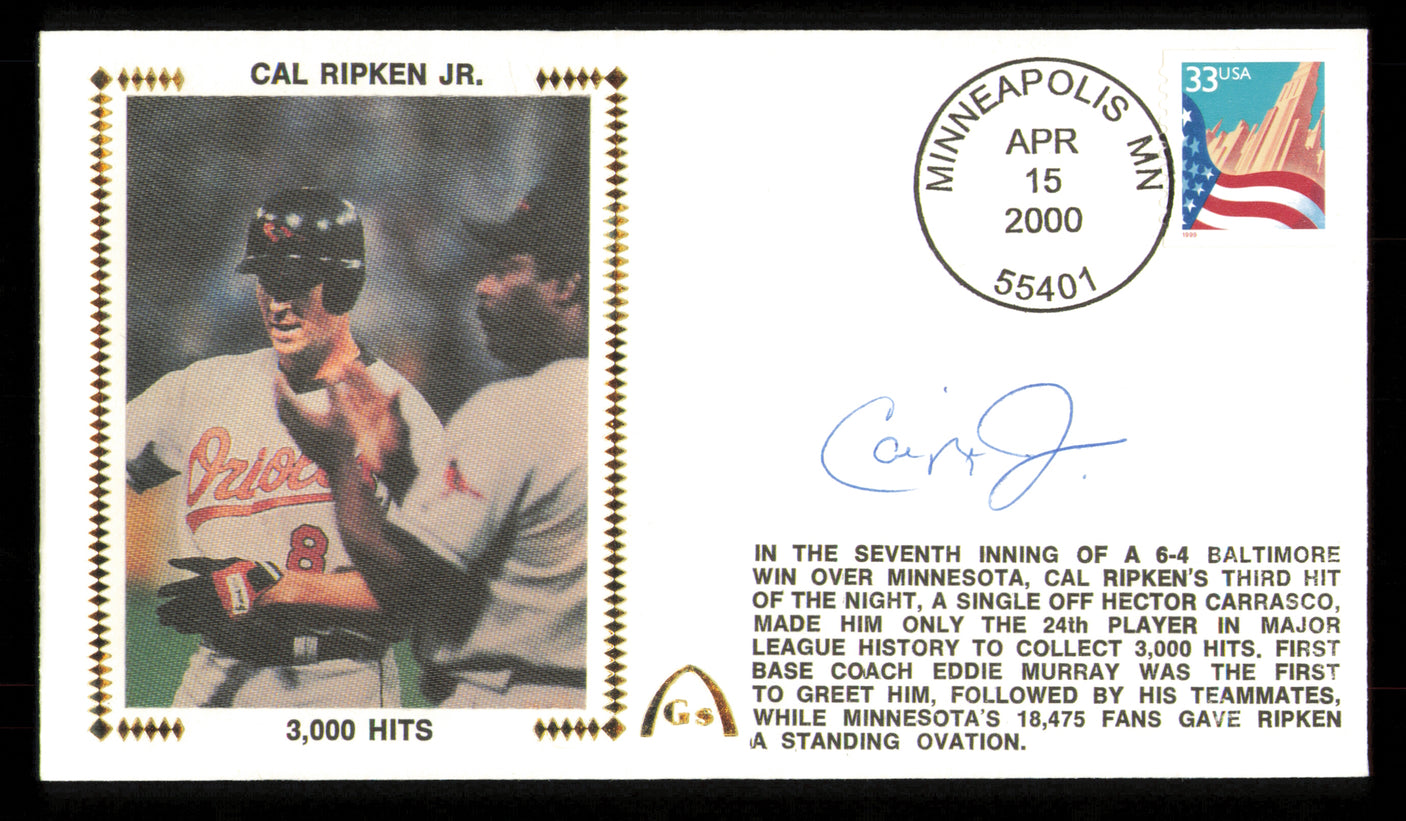 CAL RIPKEN JR.
Orio
8
3,000 HITS
GS
MINNEAPOLIS MN
APR
15
2000
55401
33USA
1999
IN THE SEVENTH INNING OF A 6-4 BALTIMORE
WIN OVER MINNESOTA, CAL RIPKEN'S THIRD HIT
OF THE NIGHT, A SINGLE OFF HECTOR CARRASCO,
MADE HIM ONLY THE 24th PLAYER IN MAJOR
LEAGUE HISTORY TO COLLECT 3,000 HITS. FIRST
BASE COACH EDDIE MURRAY WAS THE FIRST
TO GREET HIM, FOLLOWED BY HIS TEAMMATES,
WHILE MINNESOTA'S 18,475 FANS GAVE RIPKEN
A STANDING OVATION.